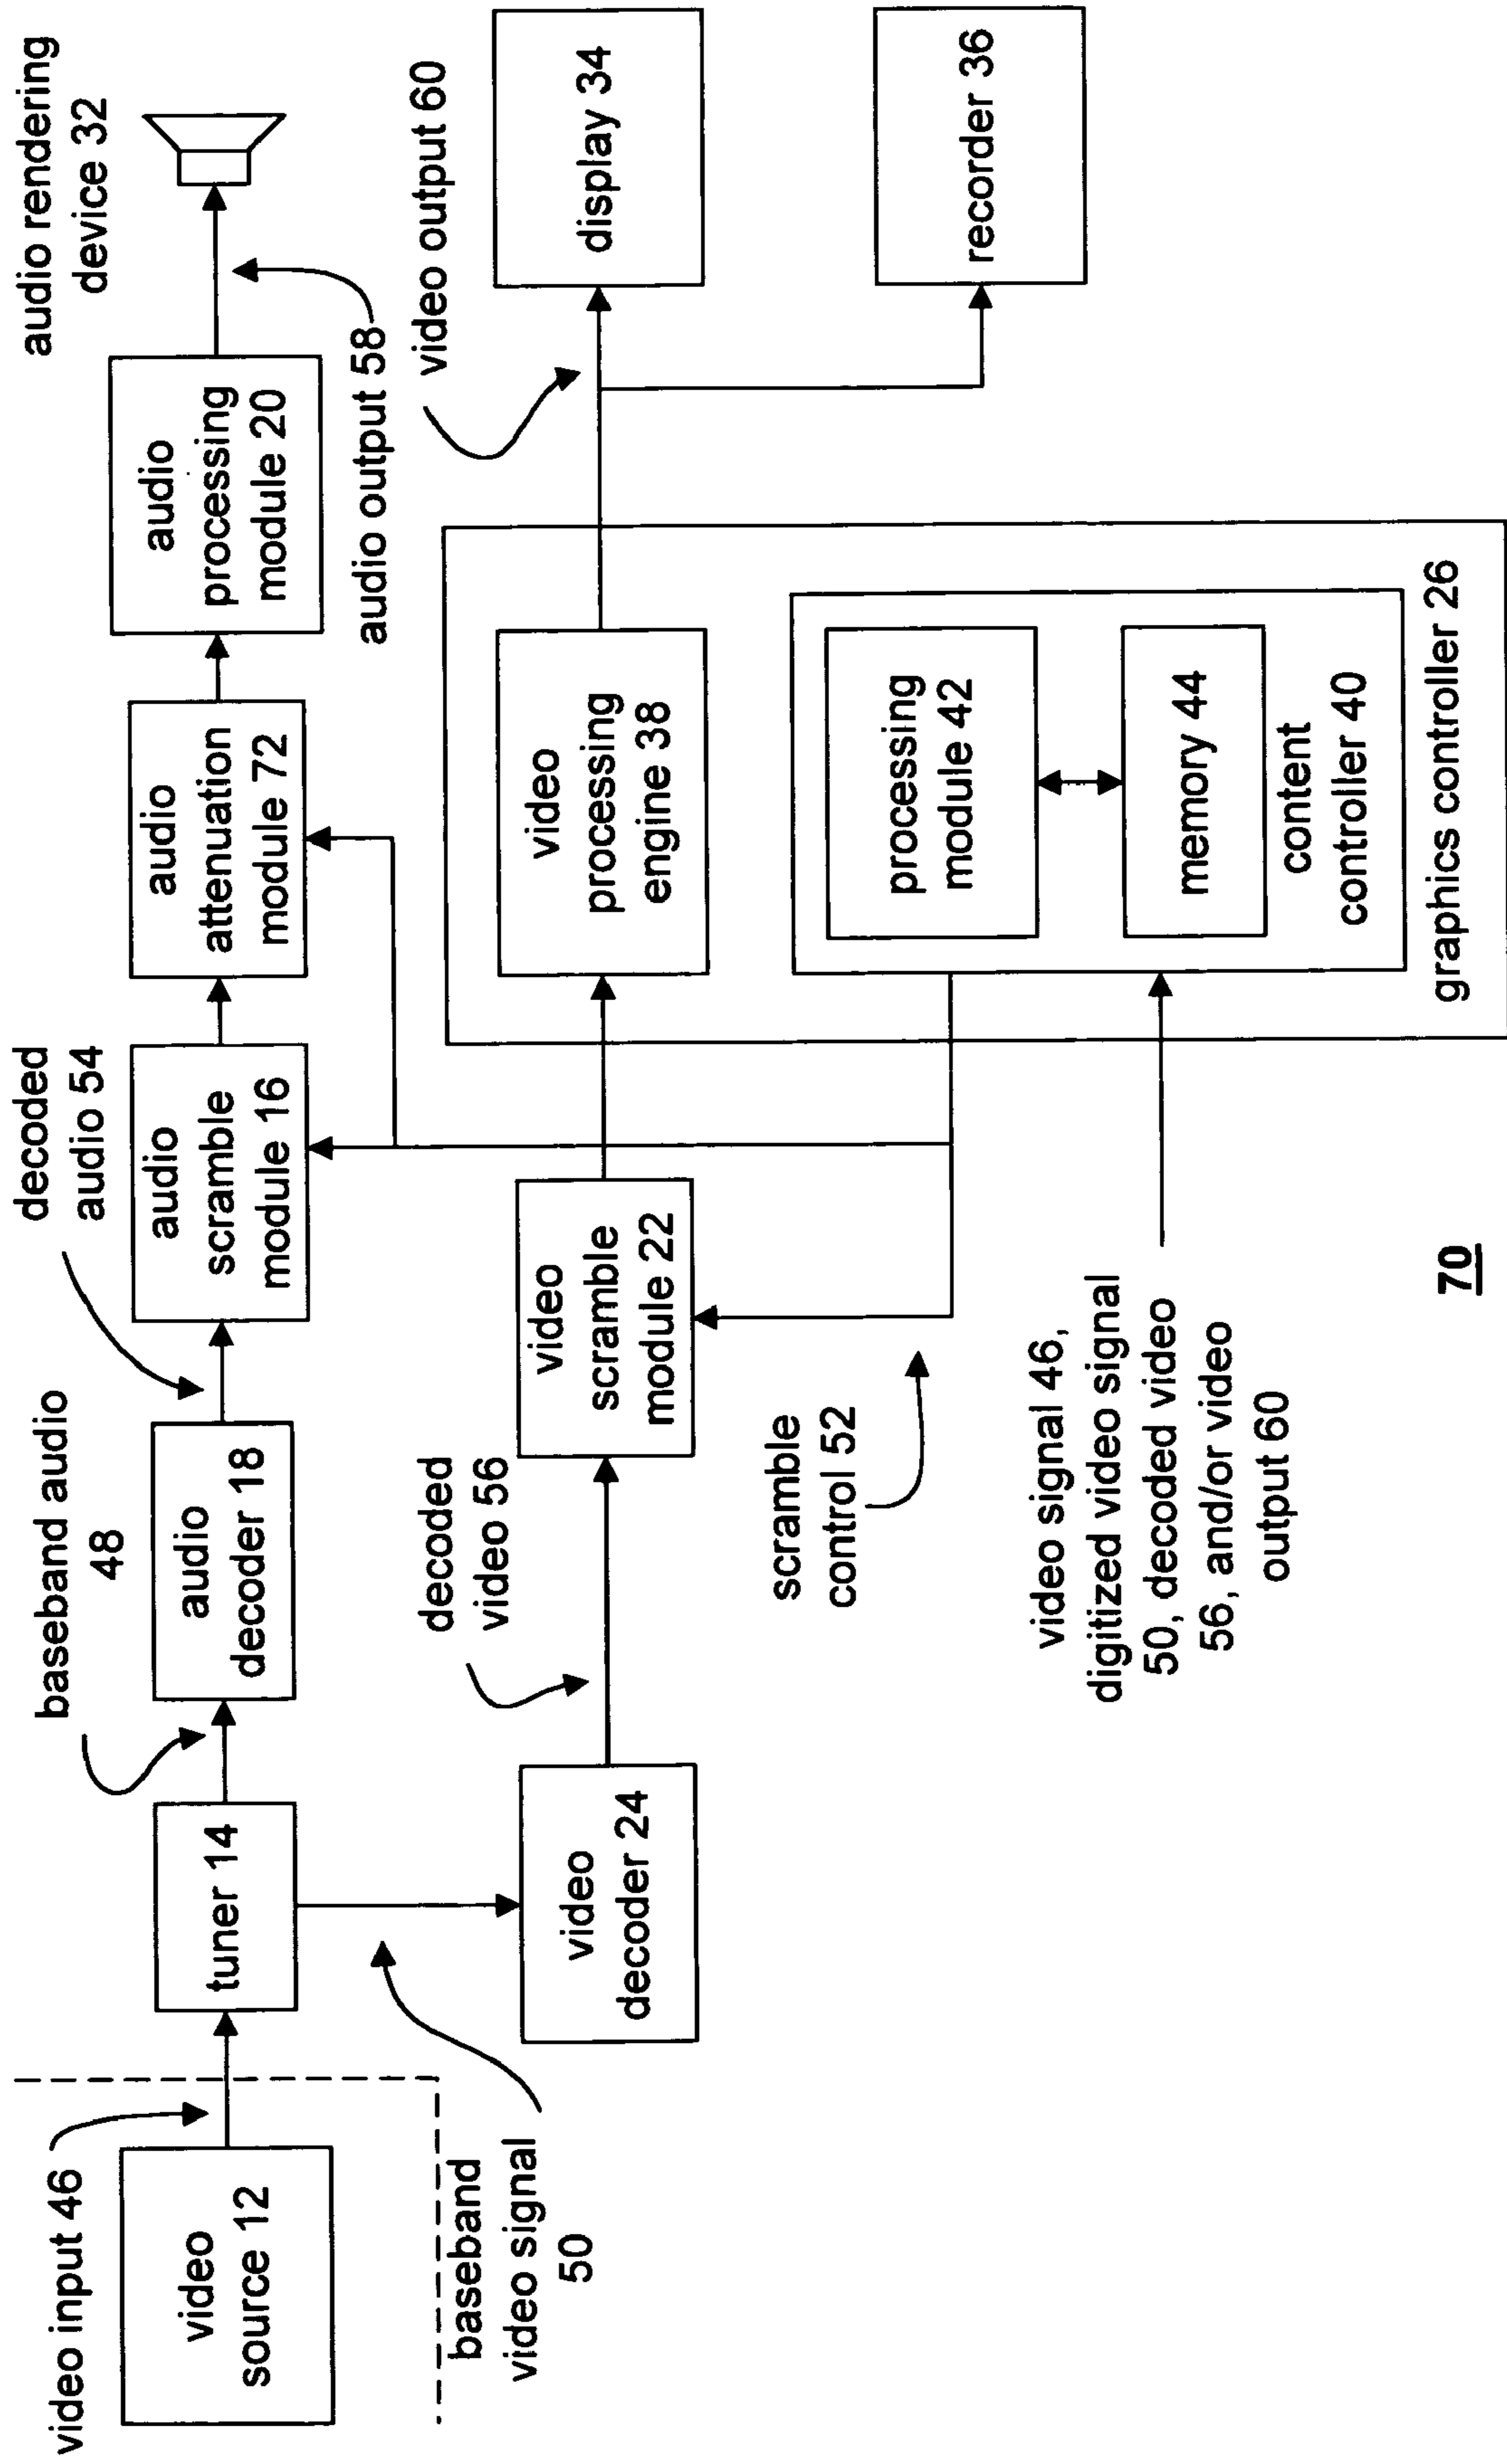 video input 46
video
source 12
baseband
video signal
50
tuner 14
baseband audio
48
audio
decoder 18
decoded
audio 54
audio
scramble
module 16
audio
attenuation
module 72
audio
processing
module 20
audio rendering
device 32
audio output 58
video
decoder 24
decoded
video 56
video
scramble
module 22
video
processing
engine 38
video output 60
display 34
recorder 36
scramble
control 52
processing
module 42
memory 44
content
controller 40
graphics controller 26
video signal 46,
digitized video signal
50, decoded video
56, and/or video
output 60
70